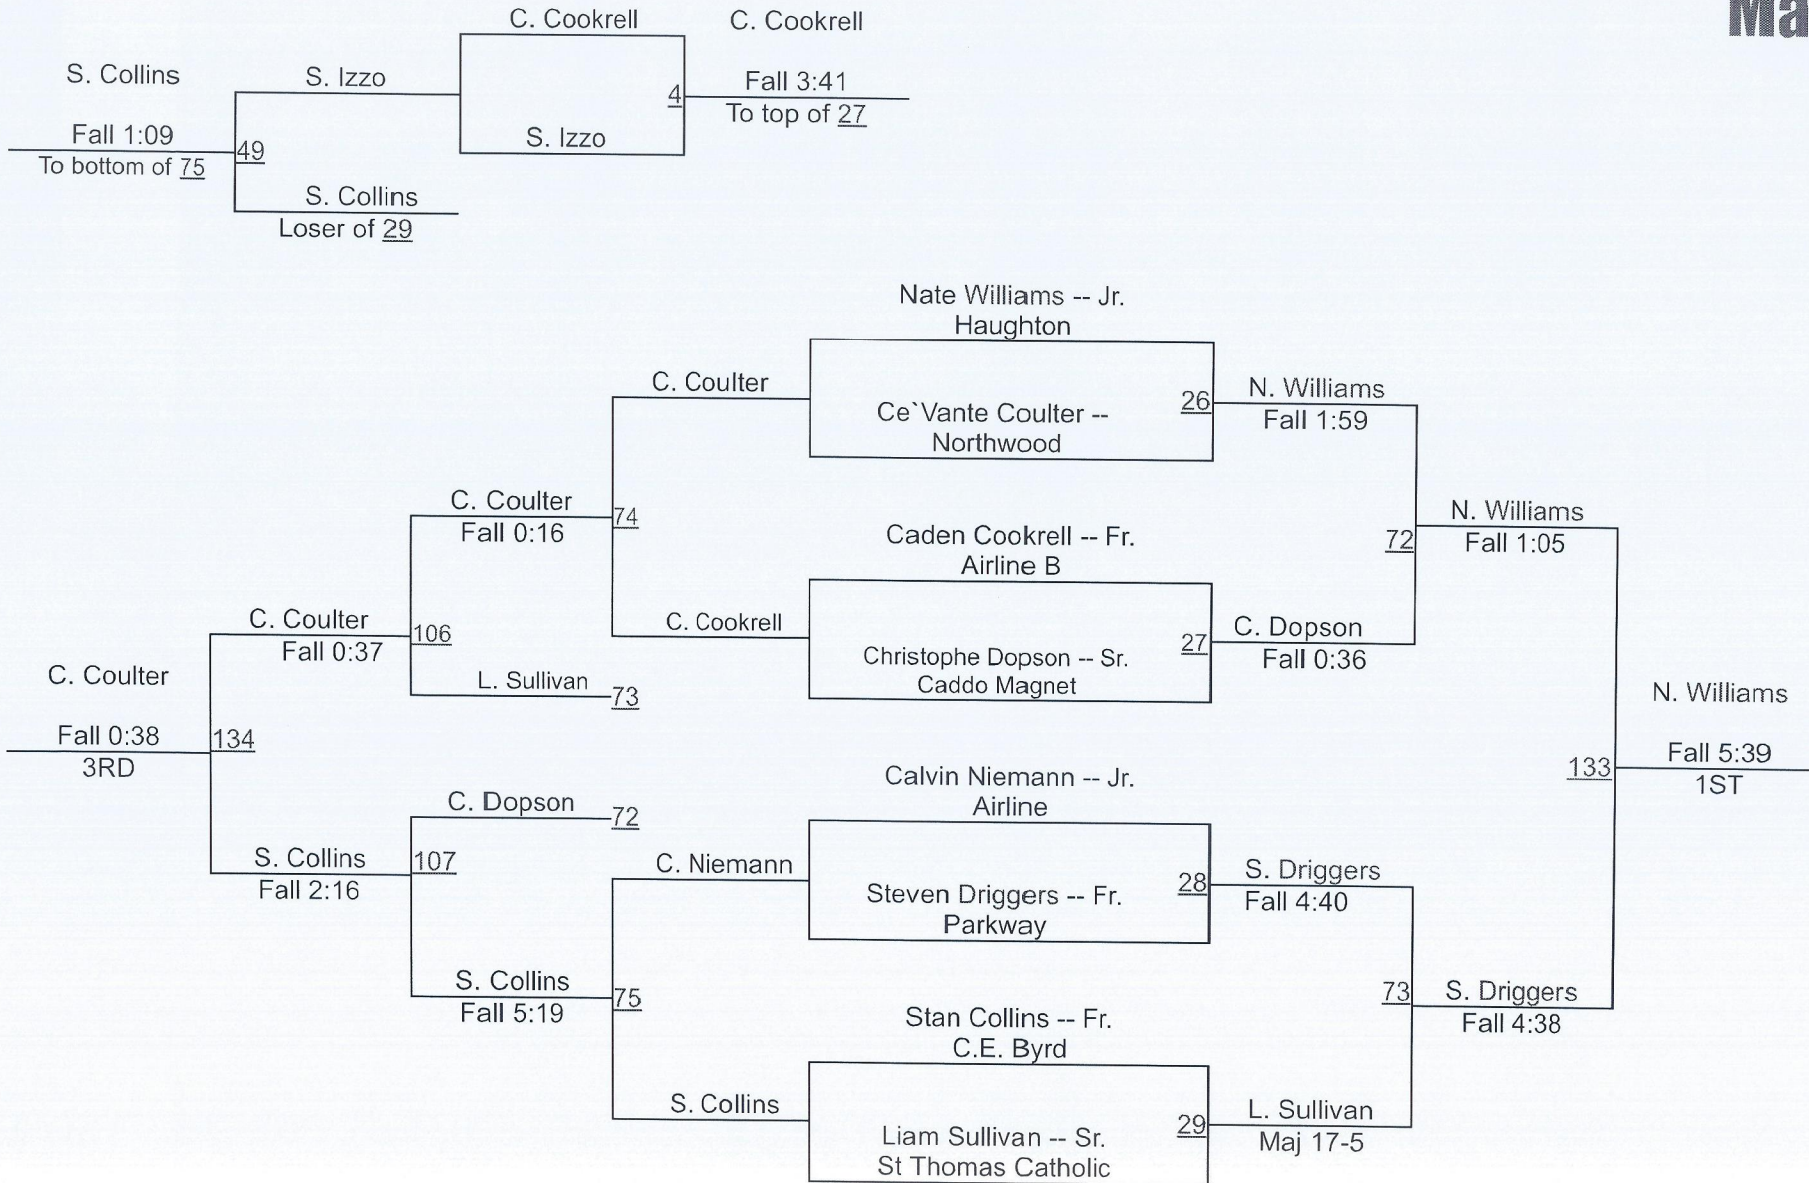 Ma
C. Cookrell
C. Cookrell
S. Collins
S. Izzo
4
Fall 3:41
To top of 27
Fall 1:09
To bottom of 75
49
S. Izzo
S. Collins
Loser of 29
Nate Williams -- Jr.
Haughton
C. Coulter
26
N. Williams
Fall 1:59
Ce`Vante Coulter --
Northwood
C. Coulter
Fall 0:16
74
Caden Cookrell -- Fr.
Airline B
72
N. Williams
Fall 1:05
C. Coulter
Fall 0:37
106
C. Cookrell
27
C. Dopson
Fall 0:36
Christophe Dopson -- Sr.
Caddo Magnet
C. Coulter
L. Sullivan
73
N. Williams
Fall 0:38
3RD
134
133
Fall 5:39
1ST
Calvin Niemann -- Jr.
Airline
C. Dopson
72
S. Collins
Fall 2:16
107
C. Niemann
28
S. Driggers
Fall 4:40
Steven Driggers -- Fr.
Parkway
S. Collins
Fall 5:19
75
73
S. Driggers
Fall 4:38
Stan Collins -- Fr.
C.E. Byrd
S. Collins
29
L. Sullivan
Maj 17-5
Liam Sullivan -- Sr.
St Thomas Catholic